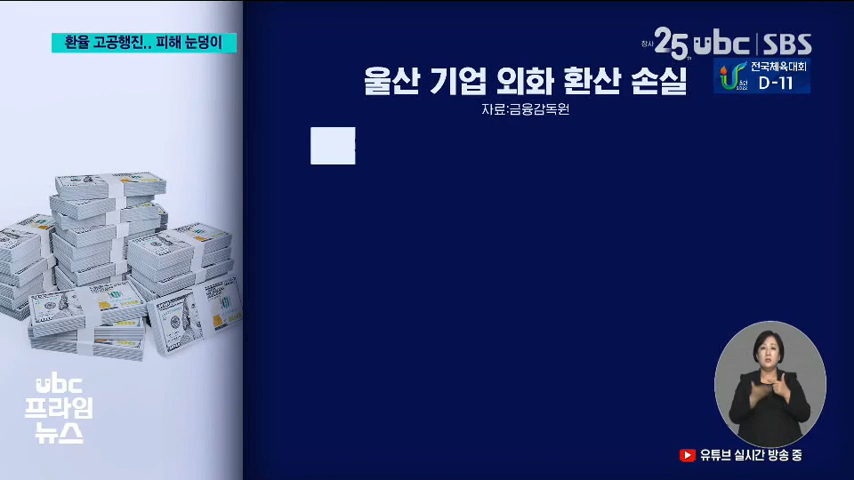 환율 고공행진.. 피해 눈덩이
창사 25th ubc SBS
전국체육대회
D-11
울산 기업 외화 환산 손실
자료:금융감독원
ubc
프라임
뉴스
유튜브 실시간 방송 중